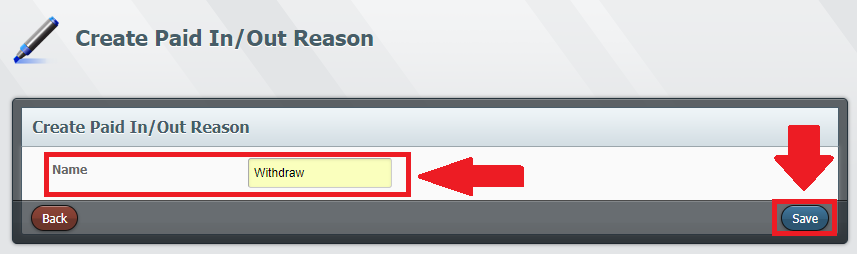 Create Paid In/Out Reason
Create Paid In/Out Reason
Name Withdraw
Back Save